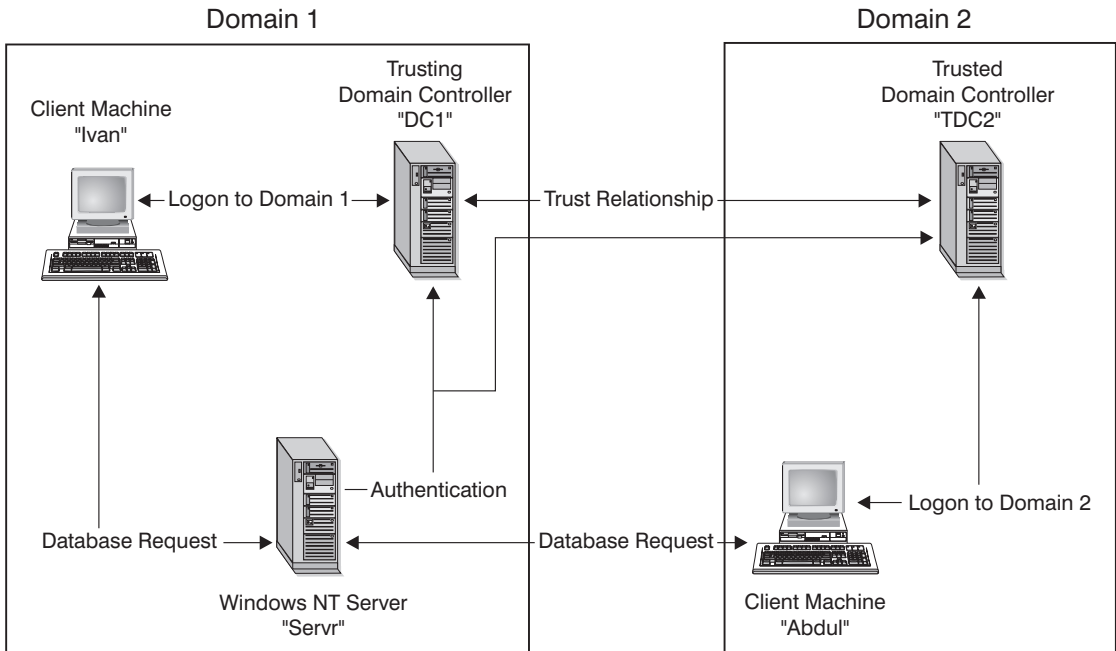 Domain 1
Domain 2
Trusting
Domain Controller
"DC1"
Trusted
Domain Controller
"TDC2"
Client Machine
"Ivan"
Logon to Domain 1
Trust Relationship
Authentication
Logon to Domain 2
Database Request
Database Request
Windows NT Server
"Servr"
Client Machine
"Abdul"